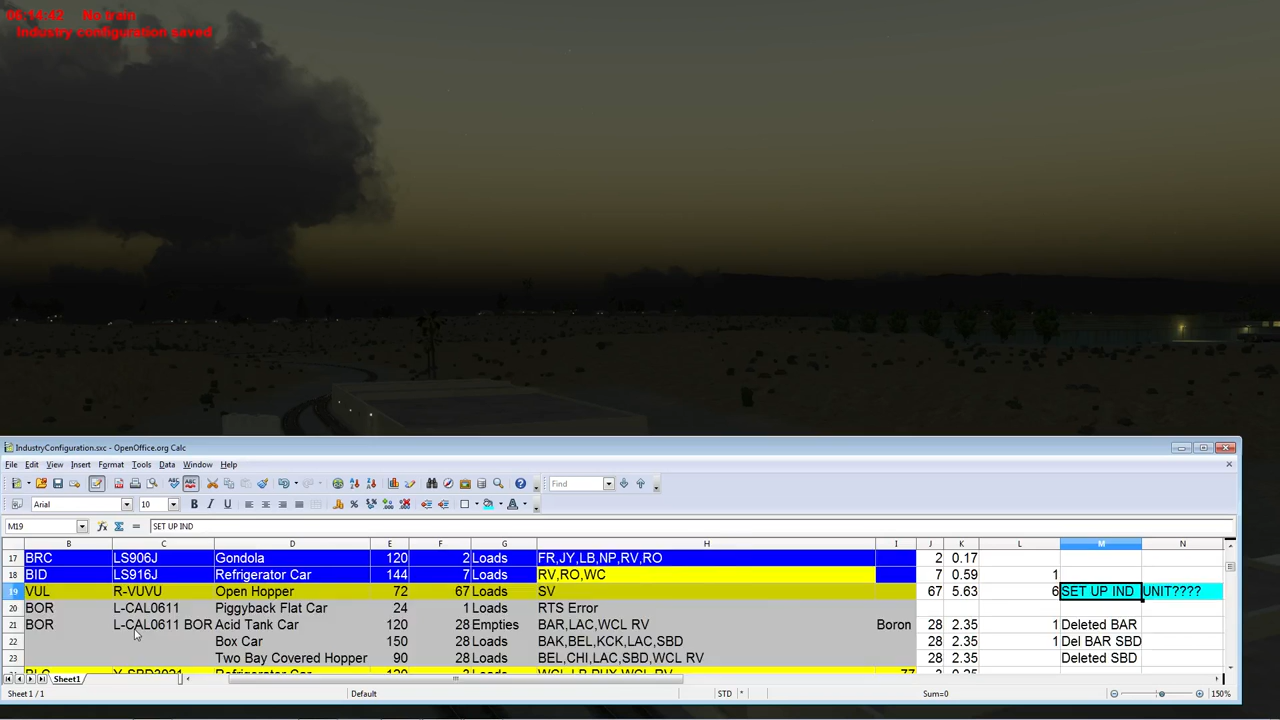 06:14:42 No train
Industry configuration saved
IndustryConfiguration.sxc - OpenOffice.org Calc
File Edit View Insert Format Tools Data Window Help
Find
Arial 10 B I U
M19 SET UP IND
B C D E F G H I J K L M N
17 BRC LS906J Gondola 120 2 Loads FR,JY,LB,NP,RV,RO 2 0.17
18 BID LS916J Refrigerator Car 144 7 Loads RV,RO,WC 7 0.59 1
19 VUL R-VUVU Open Hopper 72 67 Loads SV 67 5.63 6 SET UP IND UNIT????
20 BOR L-CAL0611 Piggyback Flat Car 24 1 Loads RTS Error
21 BOR L-CAL0611 BOR Acid Tank Car 120 28 Empties BAR,LAC,WCL RV Boron 28 2.35 1 Deleted BAR
22 Box Car 150 28 Loads BAK,BEL,KCK,LAC,SBD 28 2.35 1 Del BAR SBD
23 Two Bay Covered Hopper 90 28 Loads BEL,CHI,LAC,SBD,WCL RV 28 2.35 Deleted SBD
Sheet1
Sheet 1 / 1 Default STD * Sum=0 150%